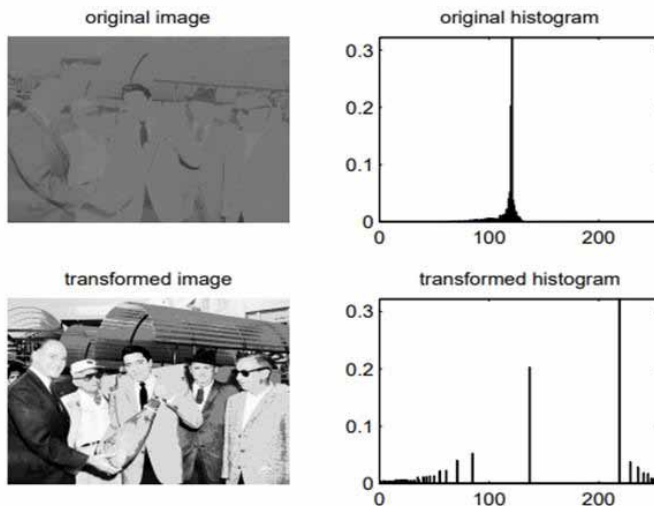 original image
original histogram
0.3
0.2
0.1
0
0 100 200
transformed image
transformed histogram
0.3
0.2
0.1
0
0 100 200